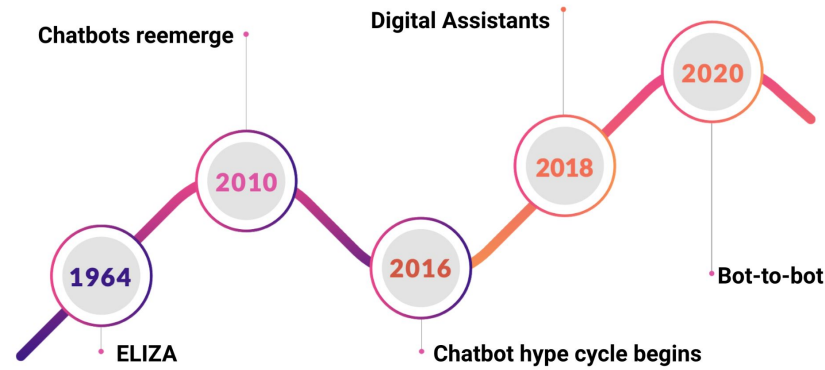 Chatbots reemerge
Digital Assistants
2020
2018
2010
2016
1964
Bot-to-bot
ELIZA
Chatbot hype cycle begins